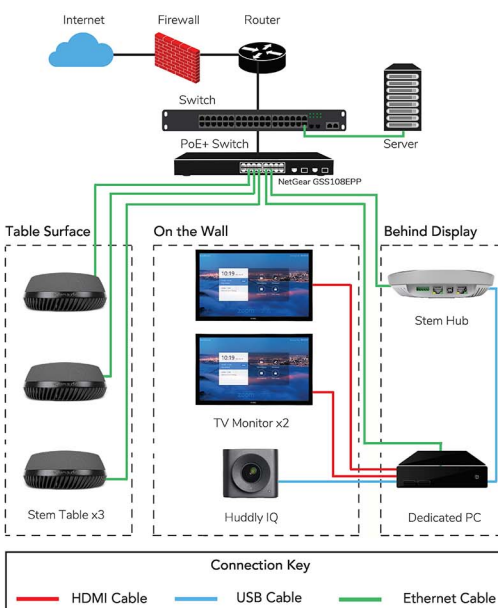 Internet
Firewall
Router
Switch
Server
PoE+ Switch
NetGear GSS108EPP
Table Surface
On the Wall
Behind Display
10:19
10:19
Stem Hub
TV Monitor x2
Stem Table x3
Huddly IQ
Dedicated PC
Connection Key
HDMI Cable
USB Cable
Ethernet Cable